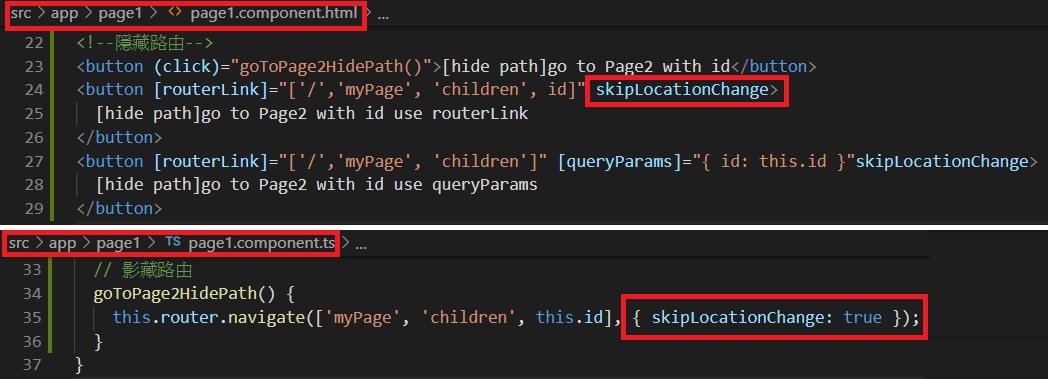 src > app > page1 > <> page1.component.html > ...
22 <!--隱藏路由-->
23 <button (click)="goToPage2HidePath()">[hide path]go to Page2 with id</button>
24 <button [routerLink]="['/','myPage', 'children', id]" skipLocationChange>
25 [hide path]go to Page2 with id use routerLink
26 </button>
27 <button [routerLink]="['/','myPage', 'children']" [queryParams]="{ id: this.id }"skipLocationChange>
28 [hide path]go to Page2 with id use queryParams
29 </button>
src > app > page1 > TS page1.component.ts > ...
33 // 影藏路由
34 goToPage2HidePath() {
35 this.router.navigate(['myPage', 'children', this.id], { skipLocationChange: true });
36 }
37 }